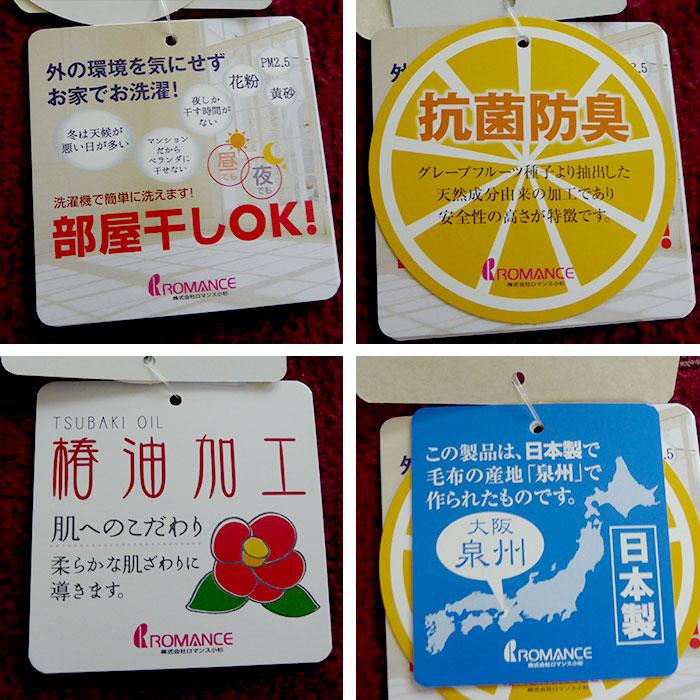 外の環境を気にせず
お家でお洗濯!
PM2.5
花粉
黄砂
夜しか
干す時間が
ない
冬は天候が
悪い日が多い
マンション
だから
ベランダに
干せない
昼
でも
夜
でも
洗濯機で簡単に洗えます!
部屋干しOK!
ROMANCE
株式会社ロマンス小杉
外
2.5
抗菌防臭
グレープフルーツ種子より抽出した
天然成分由来の加工であり
安全性の高さが特徴です。
!
ROMANCE
株式会社ロマンス小杉
TSUBAKI OIL
椿油加工
肌へのこだわり
柔らかな肌ざわりに
導きます。
ROMANCE
株式会社ロマンス小杉
外
.5
この製品は、日本製で
毛布の産地「泉州」で
作られたものです。
大阪
泉州
日本製
!
ROMANCE
株式会社ロマンス小杉